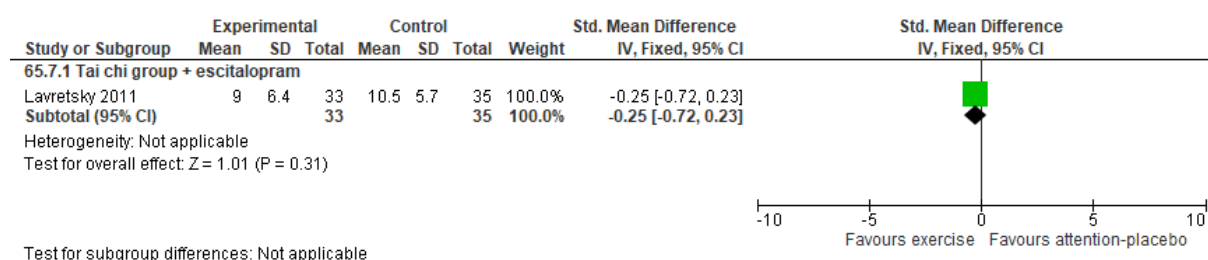 Experimental Control Std. Mean Difference Std. Mean Difference
Study or Subgroup Mean SD Total Mean SD Total Weight IV, Fixed, 95% CI IV, Fixed, 95% CI
65.7.1 Tai chi group + escitalopram
Lavretsky 2011 9 6.4 33 10.5 5.7 35 100.0% -0.25 [-0.72, 0.23]
Subtotal (95% CI) 33 35 100.0% -0.25 [-0.72, 0.23]
Heterogeneity: Not applicable
Test for overall effect: Z = 1.01 (P = 0.31)
-10 -5 0 5 10
Favours exercise Favours attention-placebo
Test for subgroup differences: Not applicable